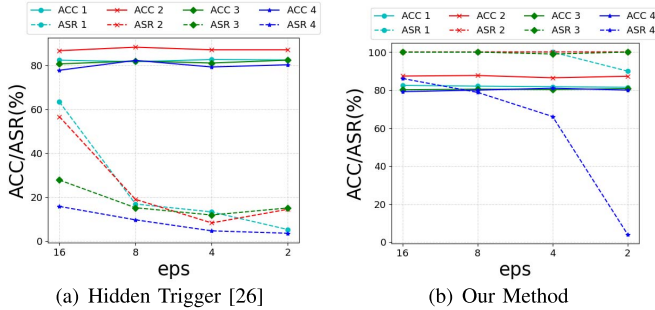 ACC 1 ACC 2 ACC 3 ACC 4
ASR 1 ASR 2 ASR 3 ASR 4
ACC/ASR(%)
80
60
40
20
0
16 8 4 2
eps
(a) Hidden Trigger [26]
ACC 1 ACC 2 ACC 3 ACC 4
ASR 1 ASR 2 ASR 3 ASR 4
ACC/ASR(%)
100
80
60
40
20
0
16 8 4 2
eps
(b) Our Method